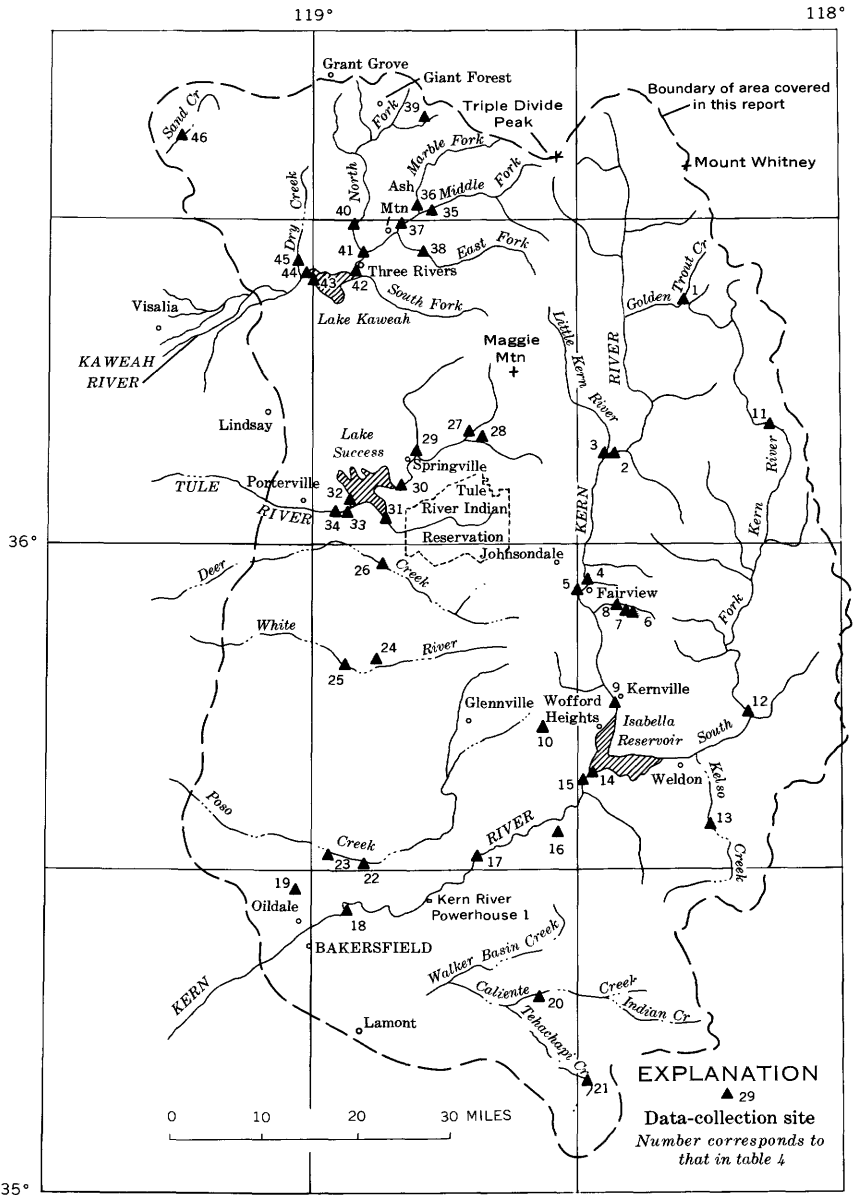 119°
118°
Grant Grove
Giant Forest
Boundary of area covered
in this report
Triple Divide
Peak
Mount Whitney
Sand Cr
46
39
Fork
North
Marble Fork
Ash
Mtn
36
Middle
Fork
35
40
37
Dry Creek
41
38
East Fork
45
44
43
42
Three Rivers
South Fork
Lake Kaweah
Visalia
KAWEAH
RIVER
Golden
Trout Cr
1
Little Kern River
RIVER
Maggie
Mtn
Lindsay
27
28
29
3
2
11
Lake
Success
Springville
30
Porterville
TULE
RIVER
32
34
33
31
Tule
River Indian
Reservation
KERN
Kern
River
36°
Johnsondale
Deer
Creek
26
4
5
Fairview
8
7
6
Fork
White
River
24
25
9
Kernville
Glennville
Wofford
Heights
10
Isabella
Reservoir
South
12
14
15
Weldon
Kelso
Creek
13
Poso
Creek
RIVER
16
23
22
17
19
Oildale
18
Kern River
Powerhouse 1
BAKERSFIELD
KERN
Walker Basin Creek
Caliente
Creek
20
Indian Cr
Tehachapi Cr
Lamont
21
EXPLANATION
29
Data-collection site
Number corresponds to
that in table 4
0 10 20 30 MILES
35°